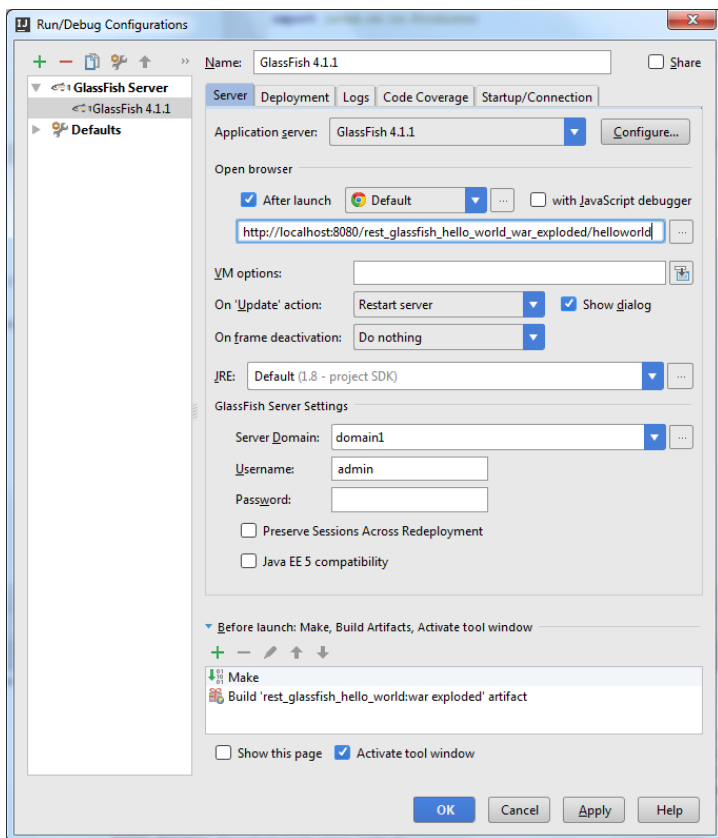 Run/Debug Configurations
Name: GlassFish 4.1.1 Share
GlassFish Server
GlassFish 4.1.1
Defaults
Server Deployment Logs Code Coverage Startup/Connection
Application server: GlassFish 4.1.1 Configure...
Open browser
After launch Default ... with JavaScript debugger
http://localhost:8080/rest_glassfish_hello_world_war_exploded/helloworld ...
VM options:
On 'Update' action: Restart server Show dialog
On frame deactivation: Do nothing
JRE: Default (1.8 - project SDK) ...
GlassFish Server Settings
Server Domain: domain1 ...
Username: admin
Password:
Preserve Sessions Across Redeployment
Java EE 5 compatibility
Before launch: Make, Build Artifacts, Activate tool window
Make
Build 'rest_glassfish_hello_world:war exploded' artifact
Show this page Activate tool window
OK Cancel Apply Help